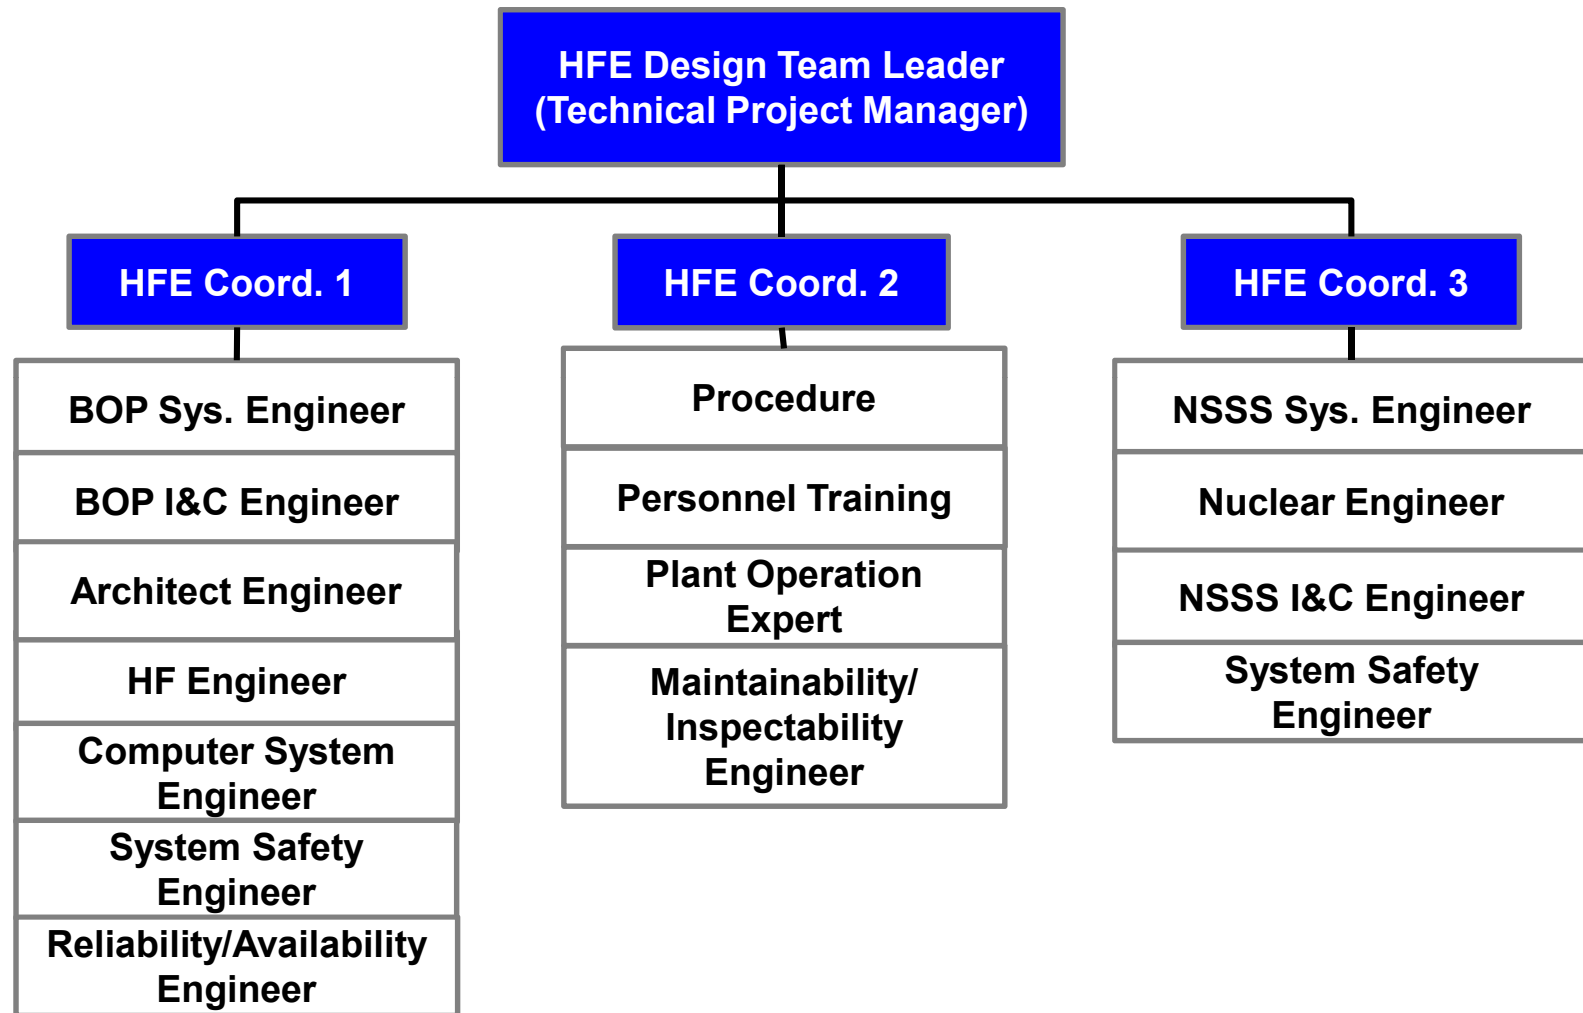 HFE Design Team Leader
(Technical Project Manager)
HFE Coord. 1
HFE Coord. 2
HFE Coord. 3
BOP Sys. Engineer
BOP I&C Engineer
Architect Engineer
HF Engineer
Computer System
Engineer
System Safety
Engineer
Reliability/Availability
Engineer
Procedure
Personnel Training
Plant Operation
Expert
Maintainability/
Inspectability
Engineer
NSSS Sys. Engineer
Nuclear Engineer
NSSS I&C Engineer
System Safety
Engineer